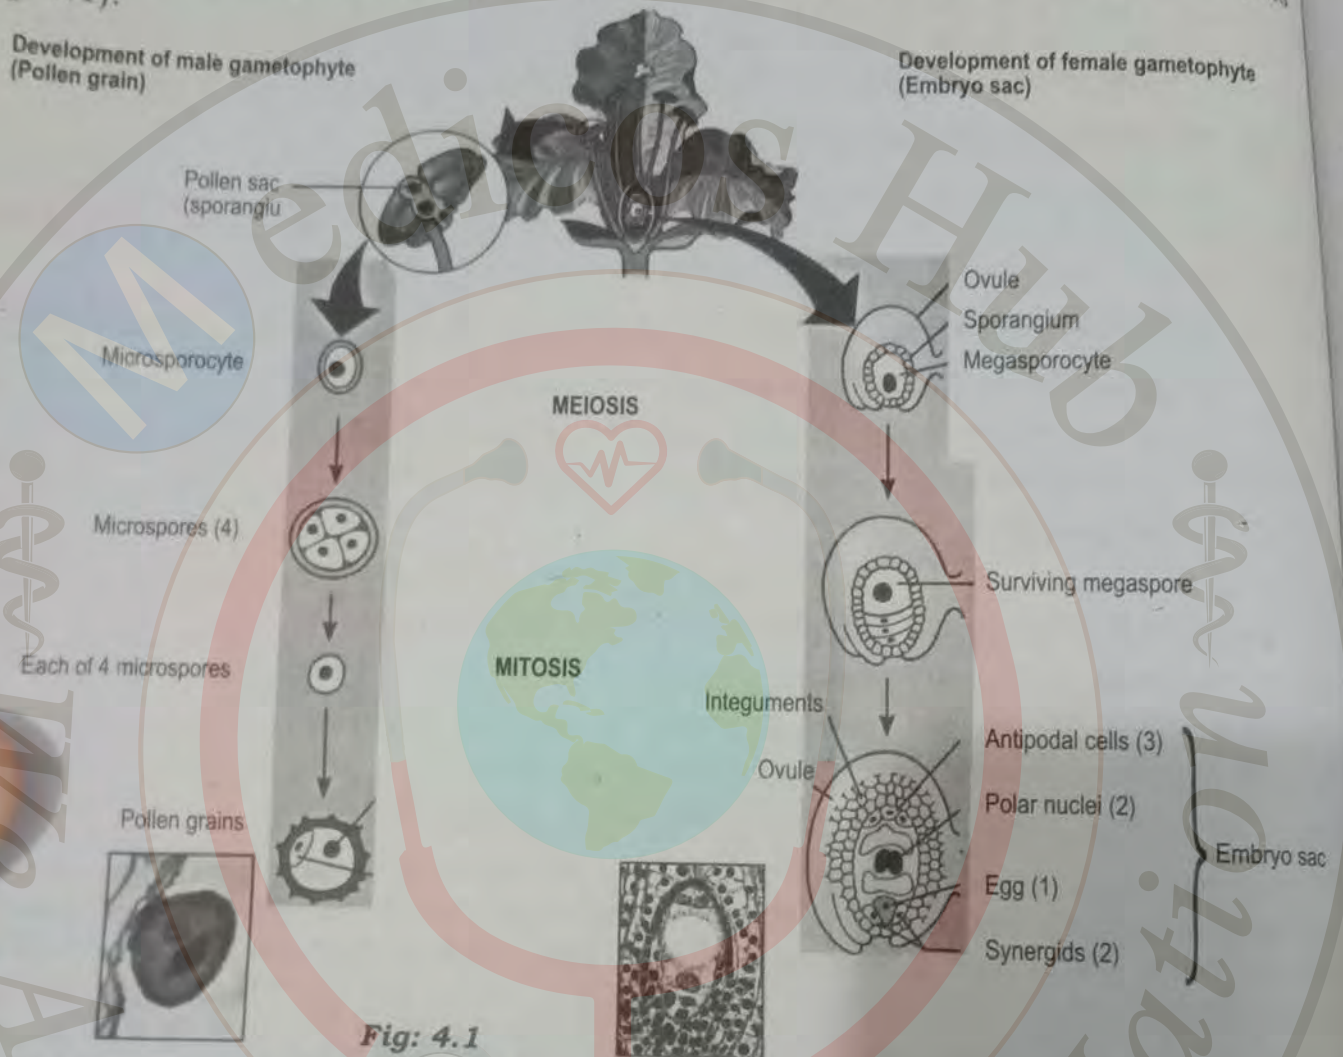 Development of male gametophyte
(Pollen grain)
Development of female gametophyte
(Embryo sac)
Pollen sac
(sporangiu
Ovule
Sporangium
Megasporocyte
Microsporocyte
MEIOSIS
Microspores (4)
Surviving megaspore
Each of 4 microspores
MITOSIS
Integuments
Ovule
Antipodal cells (3)
Polar nuclei (2)
Pollen grains
Embryo sac
Egg (1)
Synergids (2)
Fig: 4.1
M
Medicos Hub